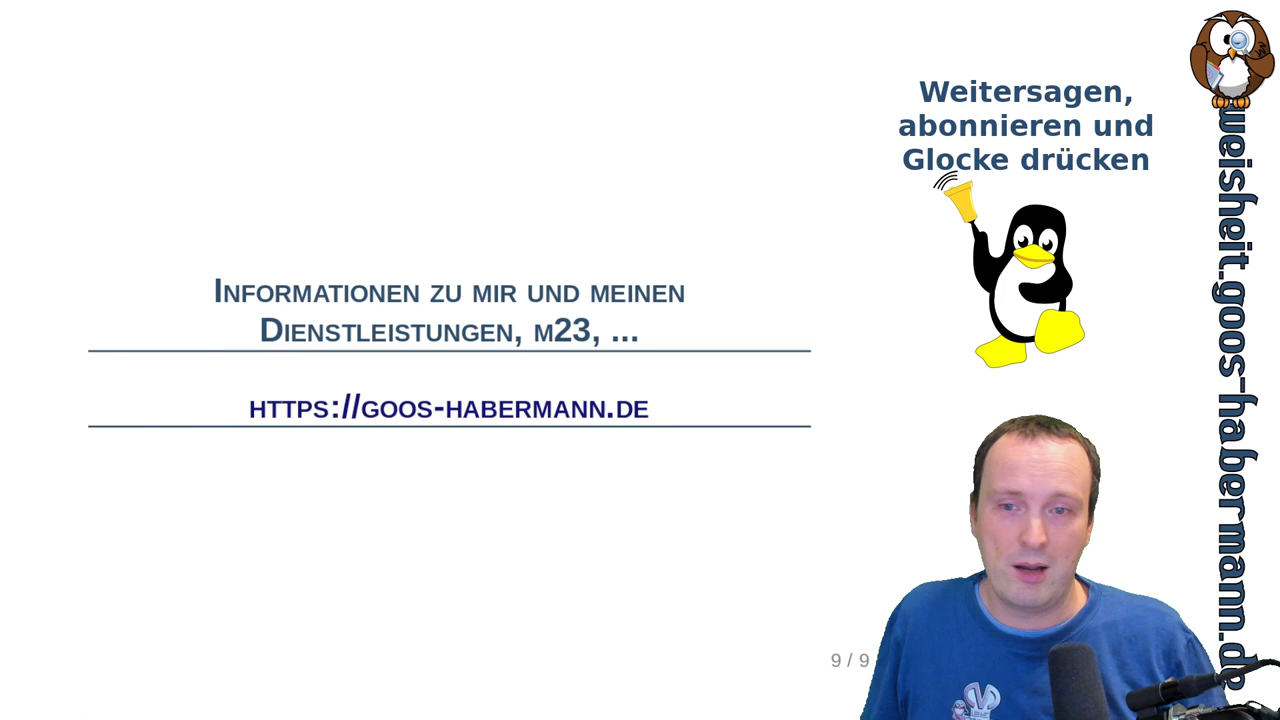 Weitersagen,
abonnieren und
Glocke drücken
Informationen zu mir und meinen
Dienstleistungen, m23, ...
https://goos-habermann.de
9 / 9
weisheit.goos-habermann.de